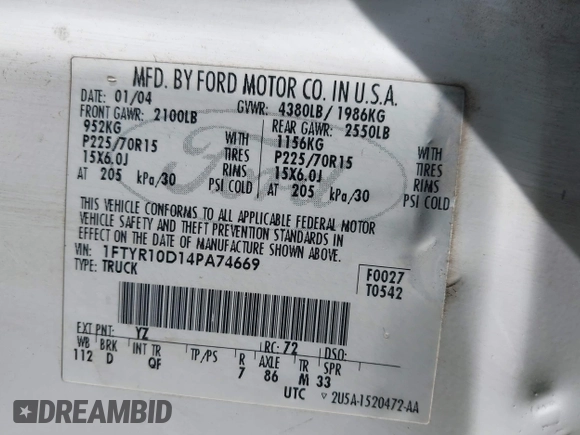 MFD. BY FORD MOTOR CO. IN U.S.A.
DATE: 01/04 GVWR: 4380LB/ 1986KG
FRONT GAWR: 2100LB REAR GAWR: 2550LB
952KG WITH 1156KG WITH
P225/70R15 TIRES P225/70R15 TIRES
15X6.0J RIMS 15X6.0J RIMS
AT 205 kPa/30 PSI COLD AT 205 kPa/30 PSI COLD
THIS VEHICLE CONFORMS TO ALL APPLICABLE FEDERAL MOTOR
VEHICLE SAFETY AND THEFT PREVENTION STANDARDS IN
EFFECT ON THE DATE OF MANUFACTURE SHOWN ABOVE.
VIN: 1FTYR10D14PA74669 F0027
TYPE: TRUCK T0542
EXT PNT: YZ RC: 72 DSO:
WB BRK INT TR TP/PS R AXLE TR SPR
112 D QF 7 86 M 33
UTC 2U5A-1520472-AA
Ford
DREAMBID DREAMBID